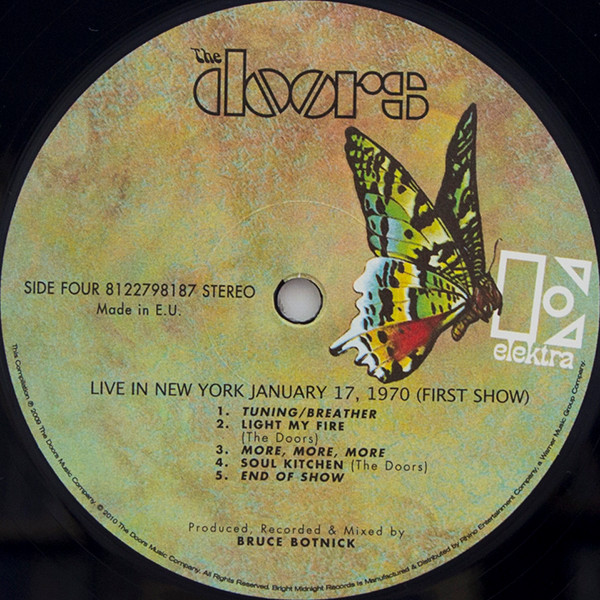 The
doors
SIDE FOUR 8122798187 STEREO
Made in E.U.
elektra
LIVE IN NEW YORK JANUARY 17, 1970 (FIRST SHOW)
1. TUNING/BREATHER
2. LIGHT MY FIRE
(The Doors)
3. MORE, MORE, MORE
4. SOUL KITCHEN (The Doors)
5. END OF SHOW
Produced, Recorded & Mixed by
BRUCE BOTNICK
This Compilation ℗ 2009 The Doors Music Company, © 2010 The Doors Music Company. All Rights Reserved. Bright Midnight Records is Manufactured & Distributed by Rhino Entertainment Company, a Warner Music Group Company.